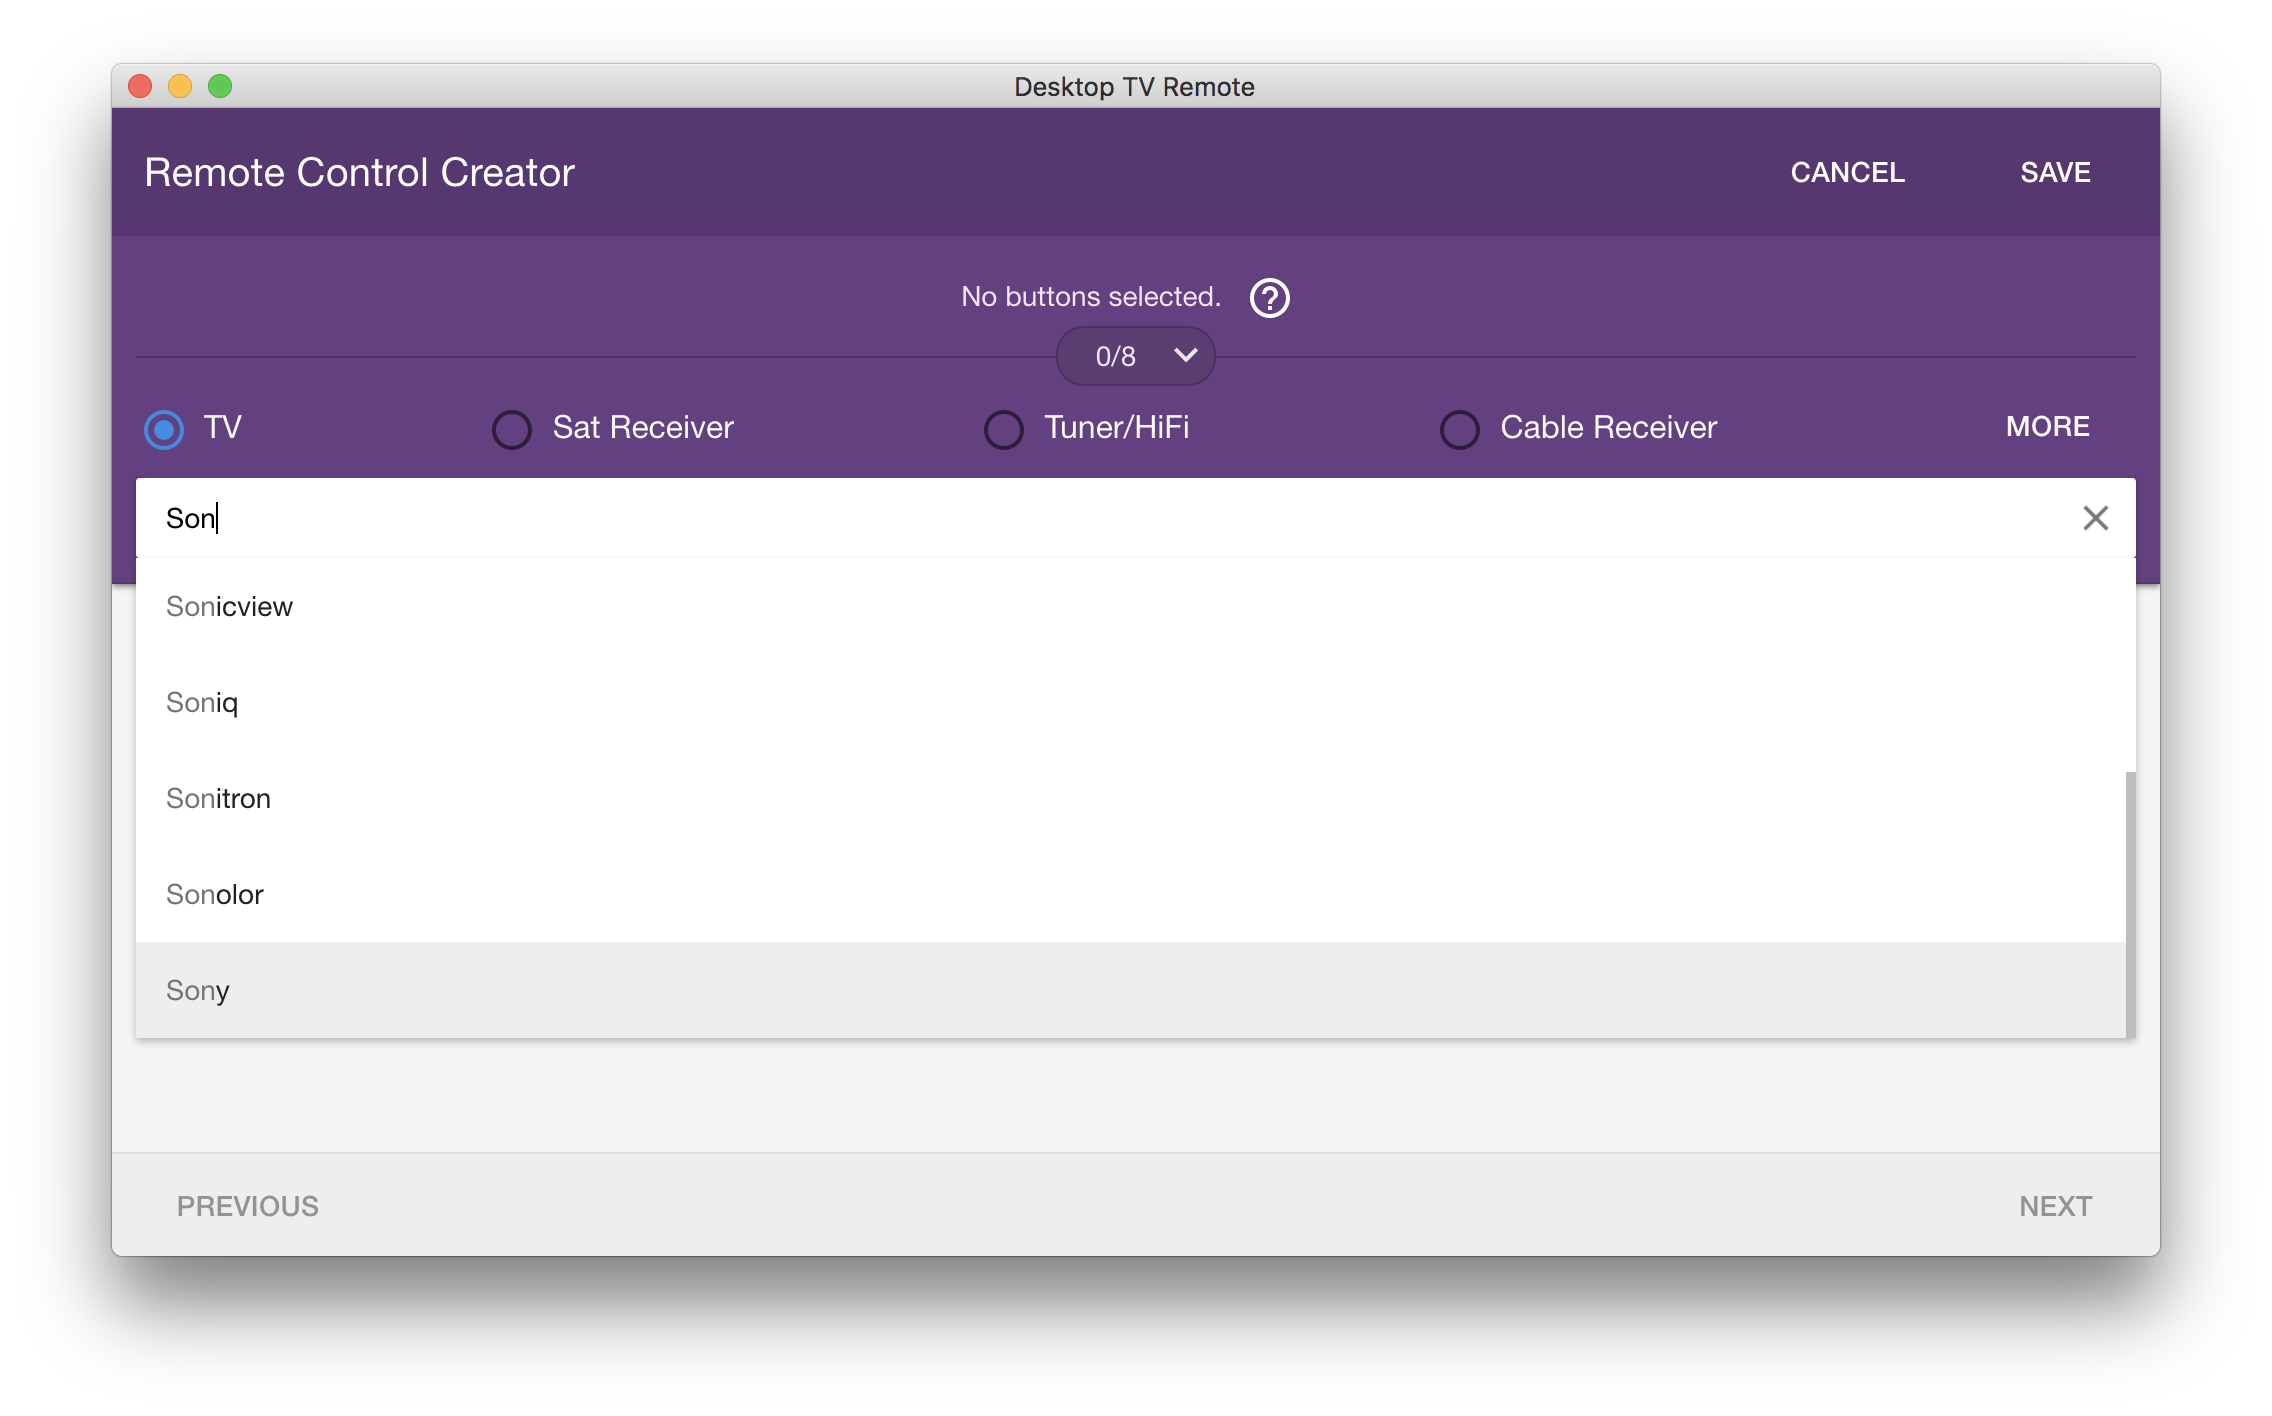 Desktop TV Remote
Remote Control Creator CANCEL SAVE
No buttons selected. ?
0/8
TV Sat Receiver Tuner/HiFi Cable Receiver MORE
Son
Sonicview
Soniq
Sonitron
Sonolor
Sony
PREVIOUS NEXT